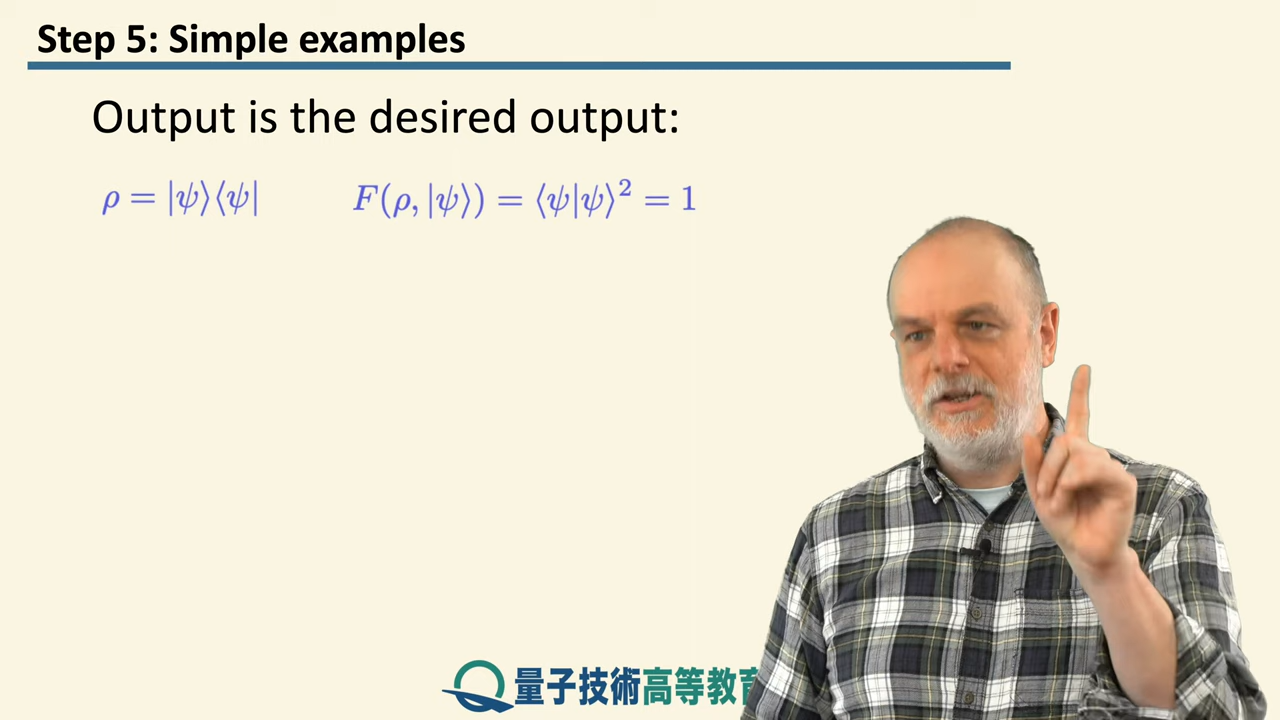 Step 5: Simple examples
Output is the desired output:
ρ = |ψ⟩⟨ψ| F(ρ, |ψ⟩) = ⟨ψ|ψ⟩² = 1
量子技術高等教育